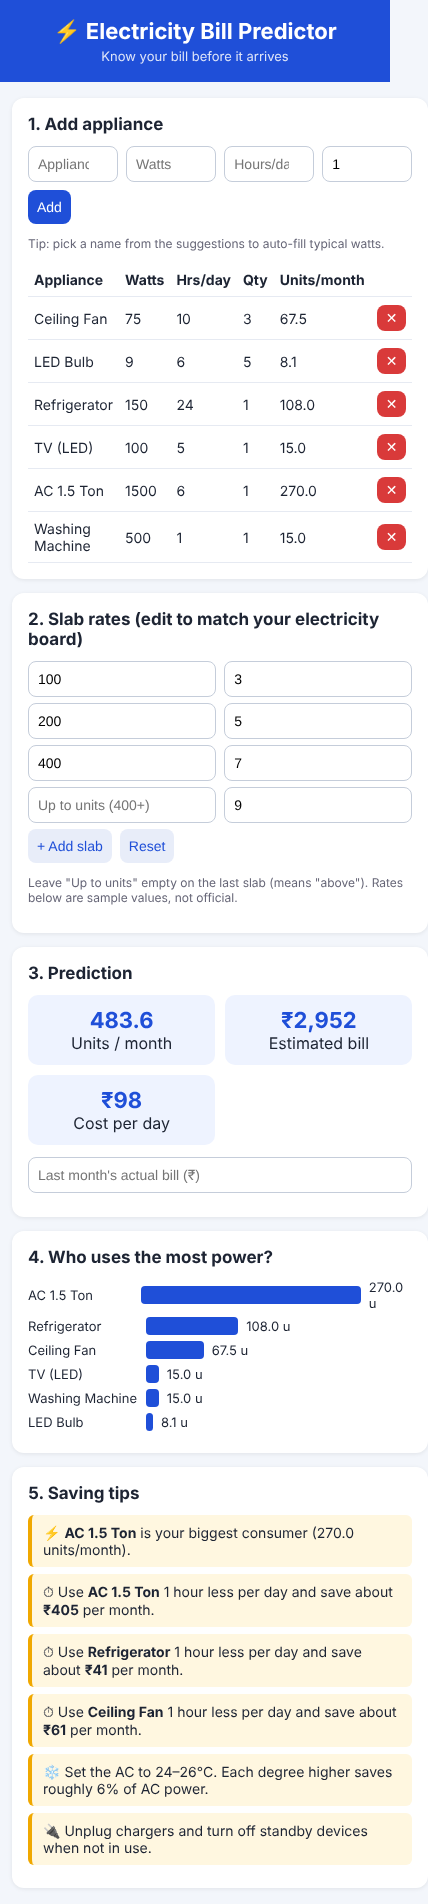 ⚡ Electricity Bill Predictor
Know your bill before it arrives
1. Add appliance
Applianc Watts Hours/da 1
Add
Tip: pick a name from the suggestions to auto-fill typical watts.
Appliance Watts Hrs/day Qty Units/month
Ceiling Fan 75 10 3 67.5 ✕
LED Bulb 9 6 5 8.1 ✕
Refrigerator 150 24 1 108.0 ✕
TV (LED) 100 5 1 15.0 ✕
AC 1.5 Ton 1500 6 1 270.0 ✕
Washing
Machine 500 1 1 15.0 ✕
2. Slab rates (edit to match your electricity
board)
100 3
200 5
400 7
Up to units (400+) 9
+ Add slab Reset
Leave "Up to units" empty on the last slab (means "above"). Rates
below are sample values, not official.
3. Prediction
483.6 ₹2,952
Units / month Estimated bill
₹98
Cost per day
Last month's actual bill (₹)
4. Who uses the most power?
AC 1.5 Ton 270.0
u
Refrigerator 108.0 u
Ceiling Fan 67.5 u
TV (LED) 15.0 u
Washing Machine 15.0 u
LED Bulb 8.1 u
5. Saving tips
⚡ AC 1.5 Ton is your biggest consumer (270.0
units/month).
⏱ Use AC 1.5 Ton 1 hour less per day and save about
₹405 per month.
⏱ Use Refrigerator 1 hour less per day and save
about ₹41 per month.
⏱ Use Ceiling Fan 1 hour less per day and save about
₹61 per month.
❄️ Set the AC to 24–26°C. Each degree higher saves
roughly 6% of AC power.
🔌 Unplug chargers and turn off standby devices
when not in use.